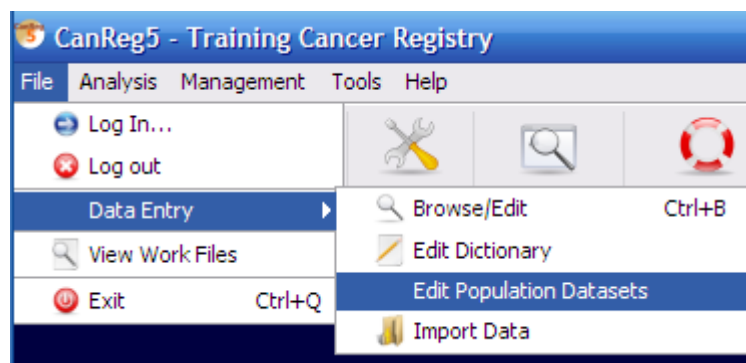 CanReg5 - Training Cancer Registry
File Analysis Management Tools Help
Log In...
Log out
Data Entry
View Work Files
Exit Ctrl+Q
Browse/Edit Ctrl+B
Edit Dictionary
Edit Population Datasets
Import Data